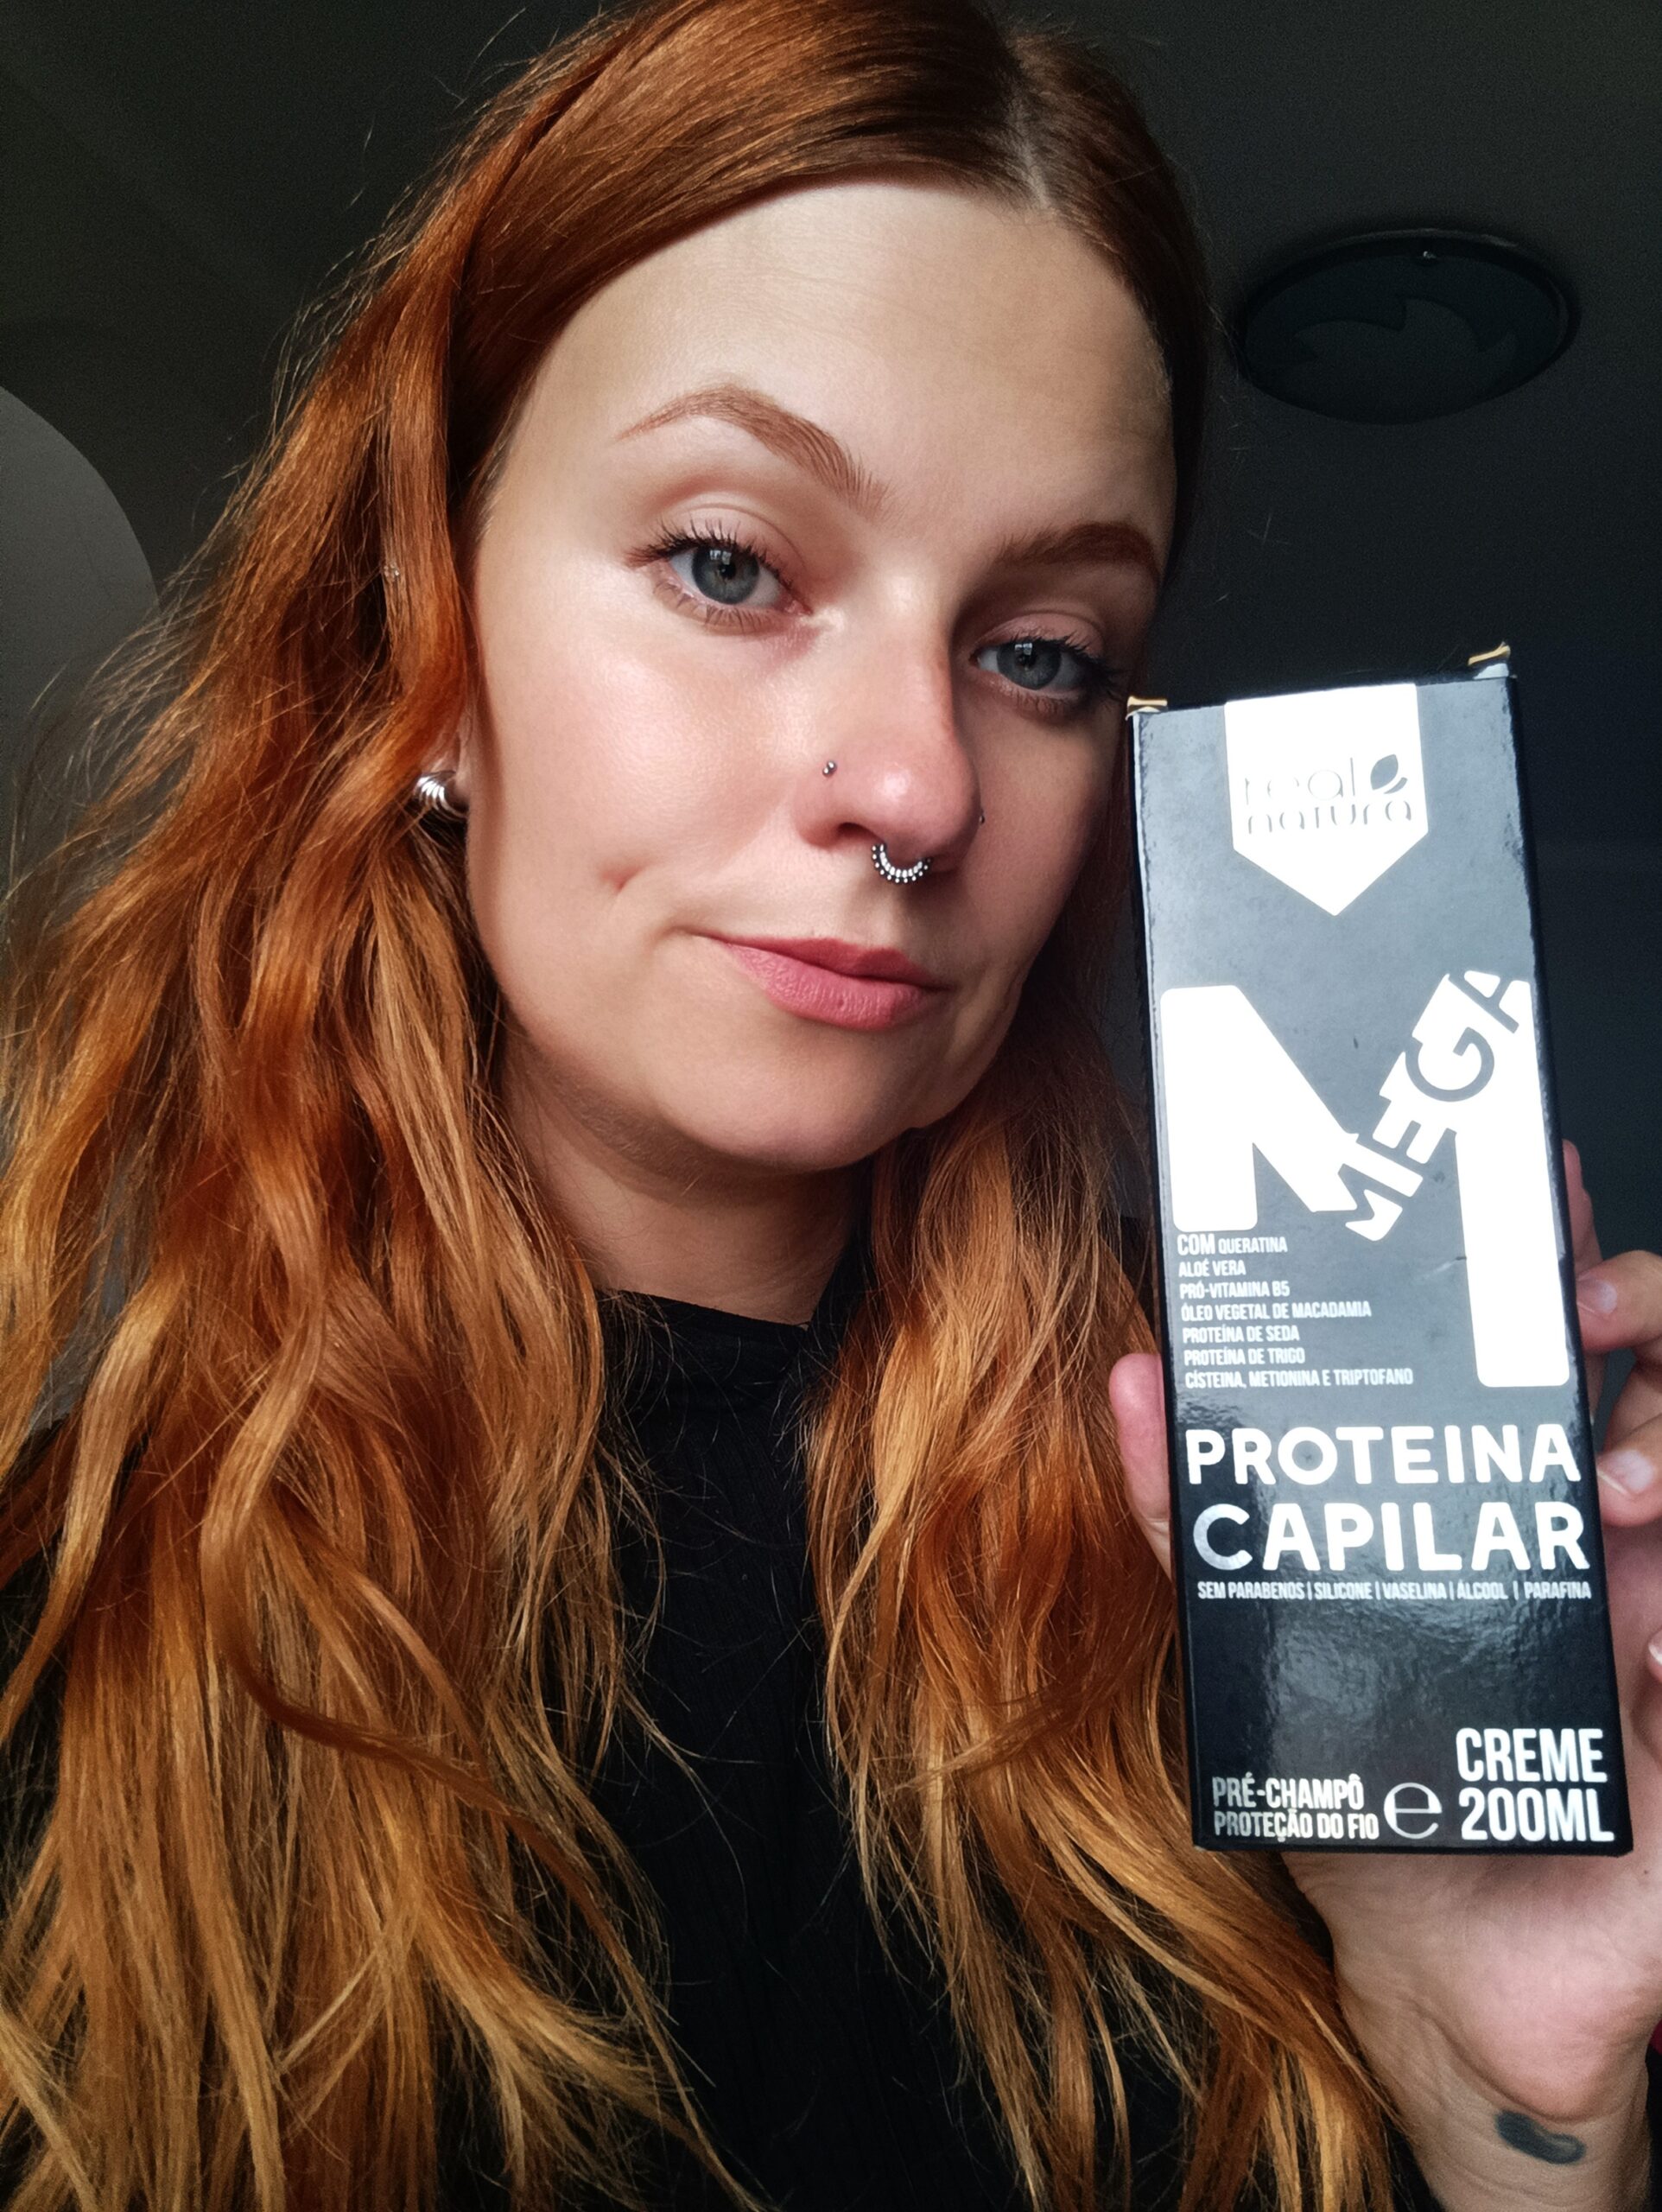 real
natura
M
MEGA
COM QUERATINA
ALOÉ VERA
PRÓ-VITAMINA B5
ÓLEO VEGETAL DE MACADAMIA
PROTEÍNA DE SEDA
PROTEÍNA DE TRIGO
CÍSTEINA, METIONINA E TRIPTOFANO
PROTEINA
CAPILAR
SEM PARABENOS | SILICONE | VASELINA | ÁLCOOL | PARAFINA
PRÉ-CHAMPÔ
PROTEÇÃO DO FIO
℮
CREME
200ML